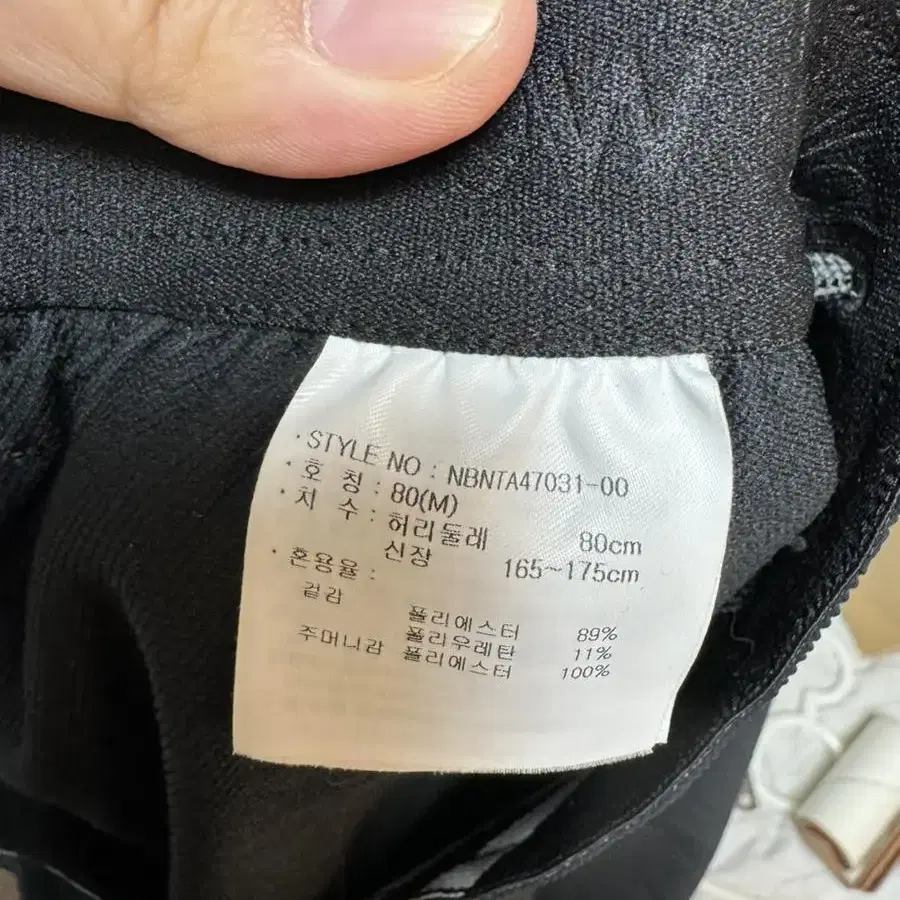 · STYLE NO : NBNTA47031-00
· 호 칭 : 80(M)
· 치 수 : 허리둘레 80cm
신장 165~175cm
· 혼용율 :
겉감 폴리에스터 89%
폴리우레탄 11%
주머니감 폴리에스터 100%